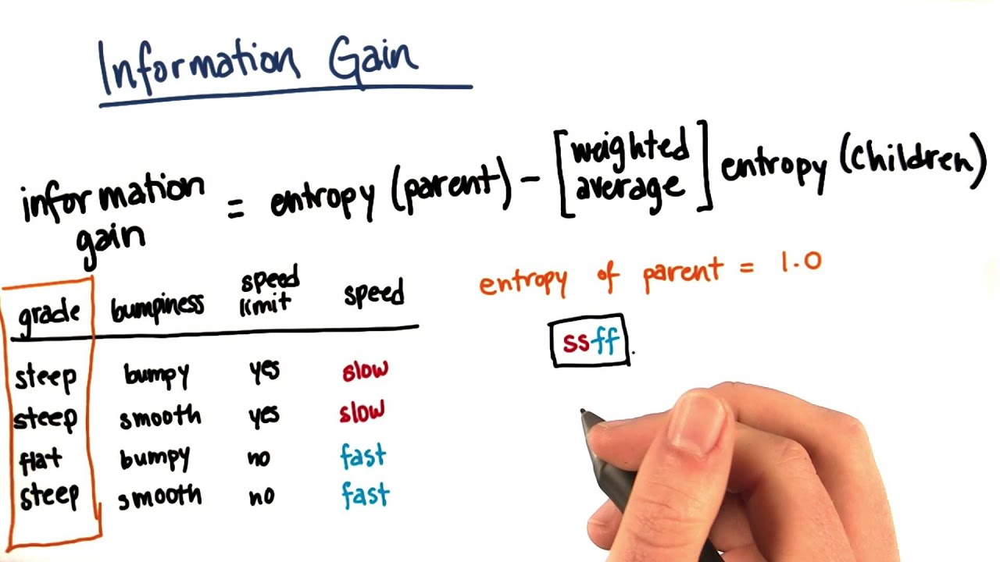 Information Gain
information gain = entropy (parent) - [weighted average] entropy (children)
entropy of parent = 1.0
grade bumpiness speed limit speed
ssff
steep bumpy yes slow
steep smooth yes slow
flat bumpy no fast
steep smooth no fast